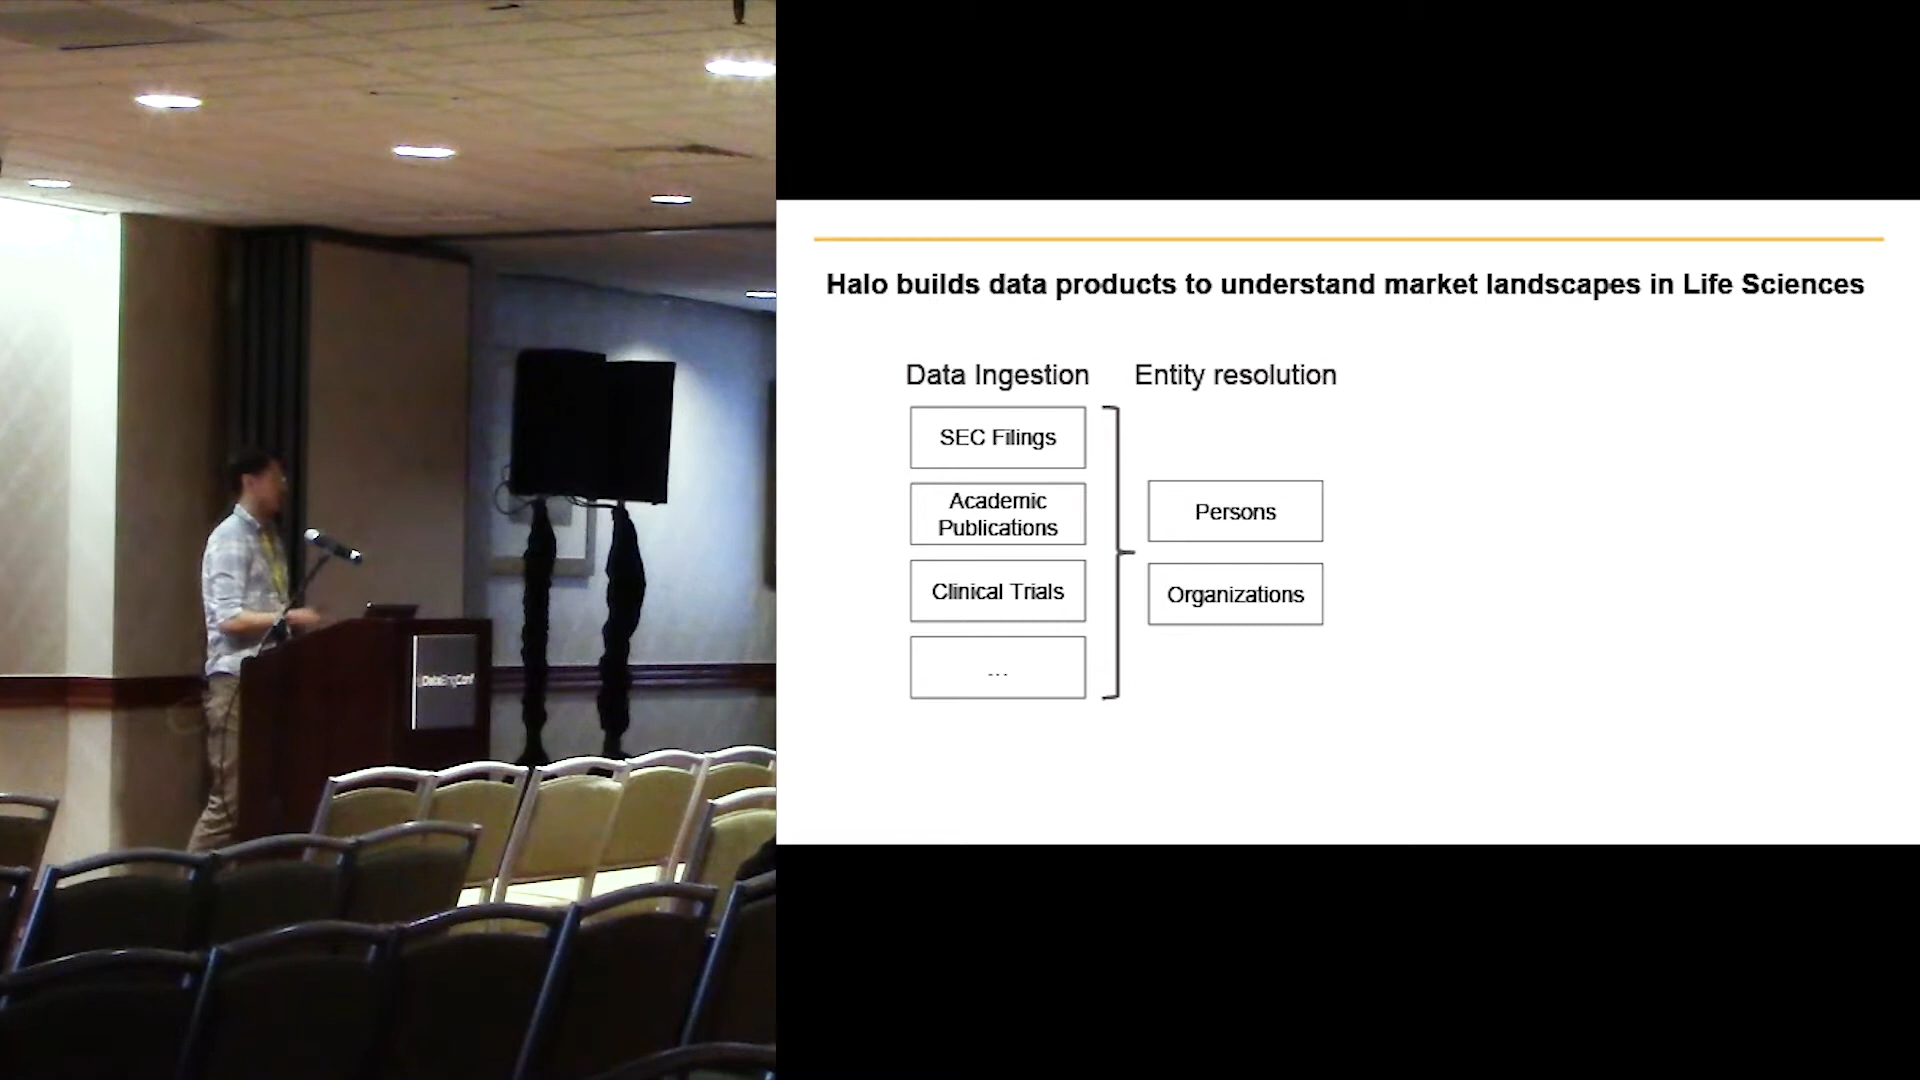 Halo builds data products to understand market landscapes in Life Sciences
Data Ingestion
Entity resolution
SEC Filings
Academic
Publications
Clinical Trials
...
Persons
Organizations
DataEngConf